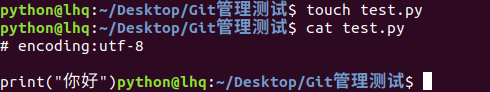 python@lhq:~/Desktop/Git管理测试$ touch test.py
python@lhq:~/Desktop/Git管理测试$ cat test.py
# encoding:utf-8
print("你好")python@lhq:~/Desktop/Git管理测试$